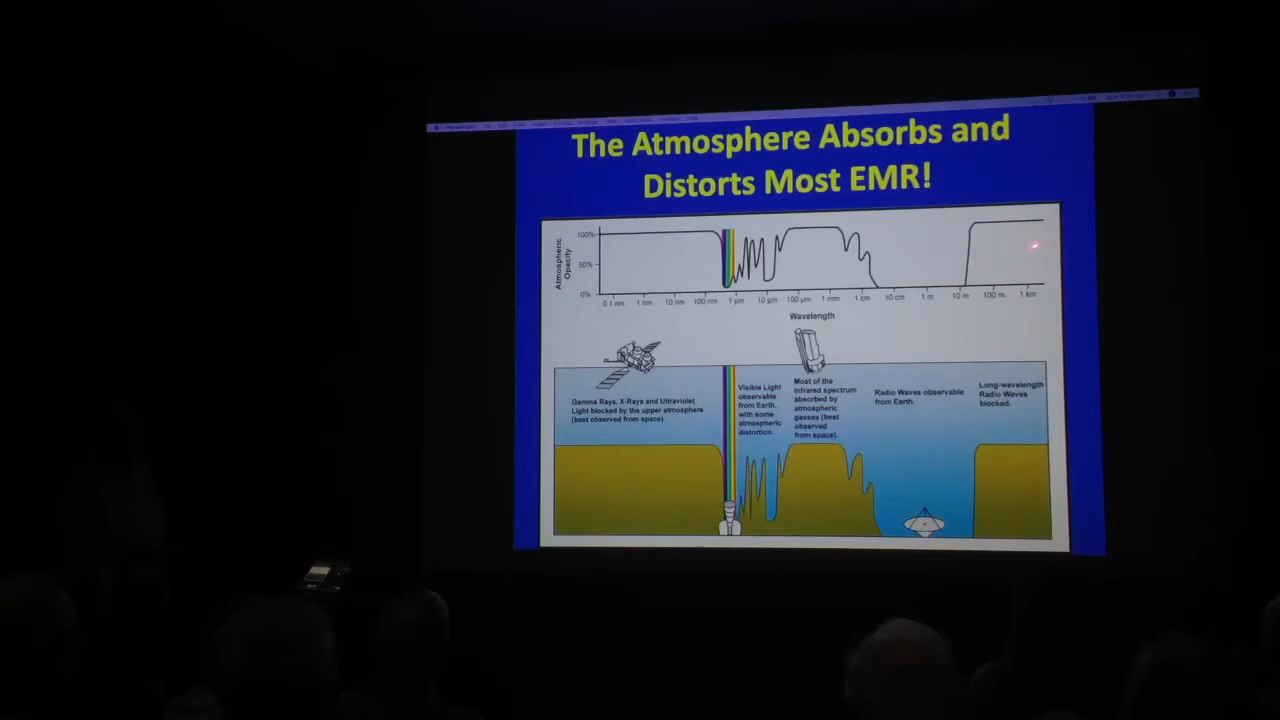 The Atmosphere Absorbs and
Distorts Most EMR!
Atmospheric
Opacity
100%
50%
0%
0.1 nm 1 nm 10 nm 100 nm 1 µm 10 µm 100 µm 1 mm 1 cm 10 cm 1 m 10 m 100 m 1 km
Wavelength
Gamma Rays, X-Rays and Ultraviolet
Light blocked by the upper atmosphere
(best observed from space).
Visible Light
observable
from Earth,
with some
atmospheric
distortion.
Most of the
Infrared spectrum
absorbed by
atmospheric
gasses (best
observed
from space).
Radio Waves observable
from Earth.
Long-wavelength
Radio Waves
blocked.